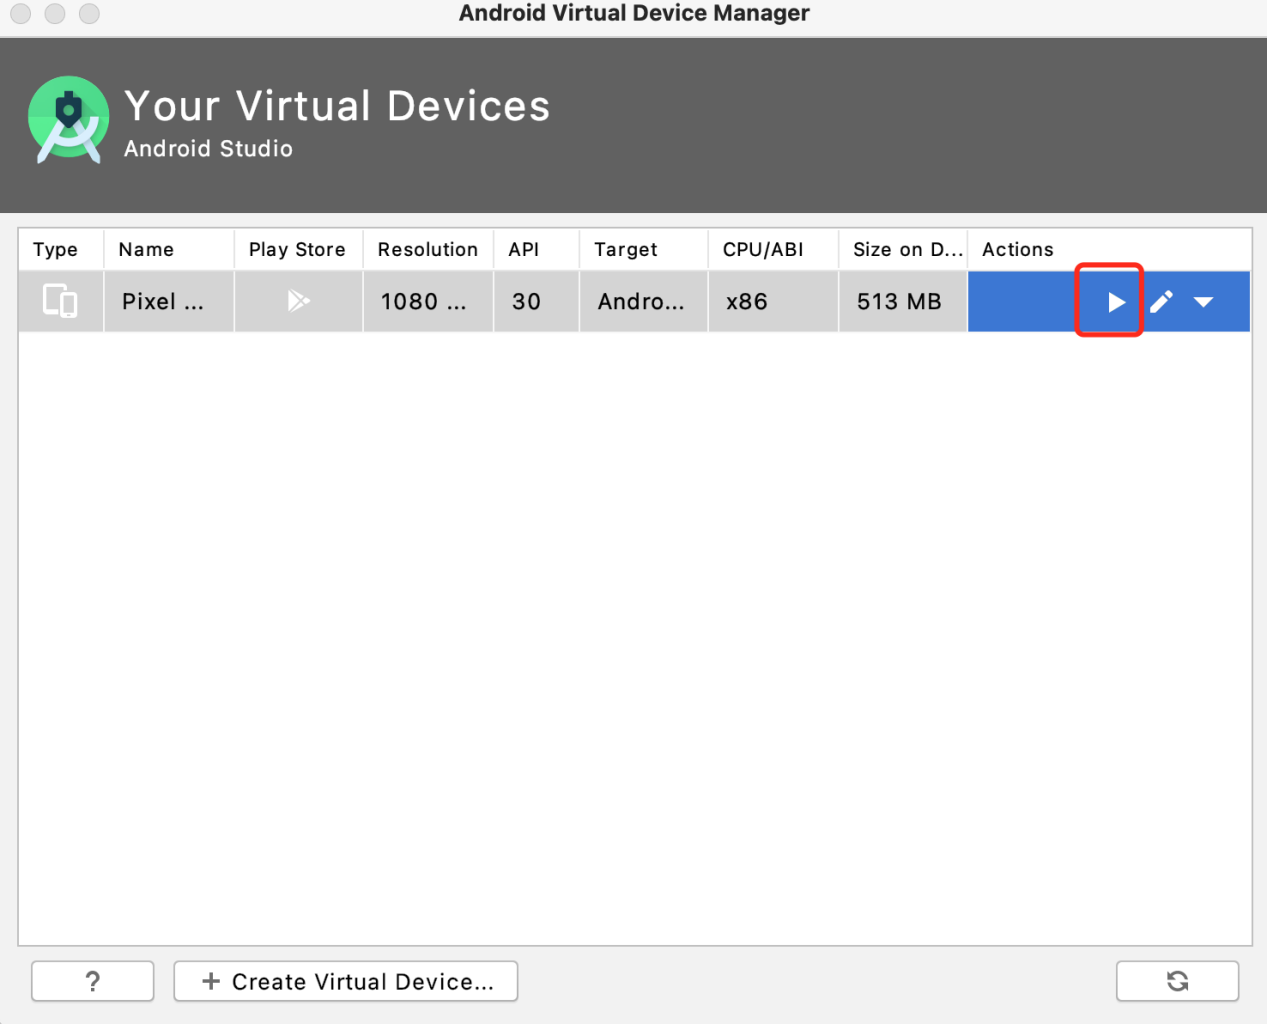 Android Virtual Device Manager
Your Virtual Devices
Android Studio
Type Name Play Store Resolution API Target CPU/ABI Size on D... Actions
Pixel ... 1080 ... 30 Andro... x86 513 MB
? + Create Virtual Device...